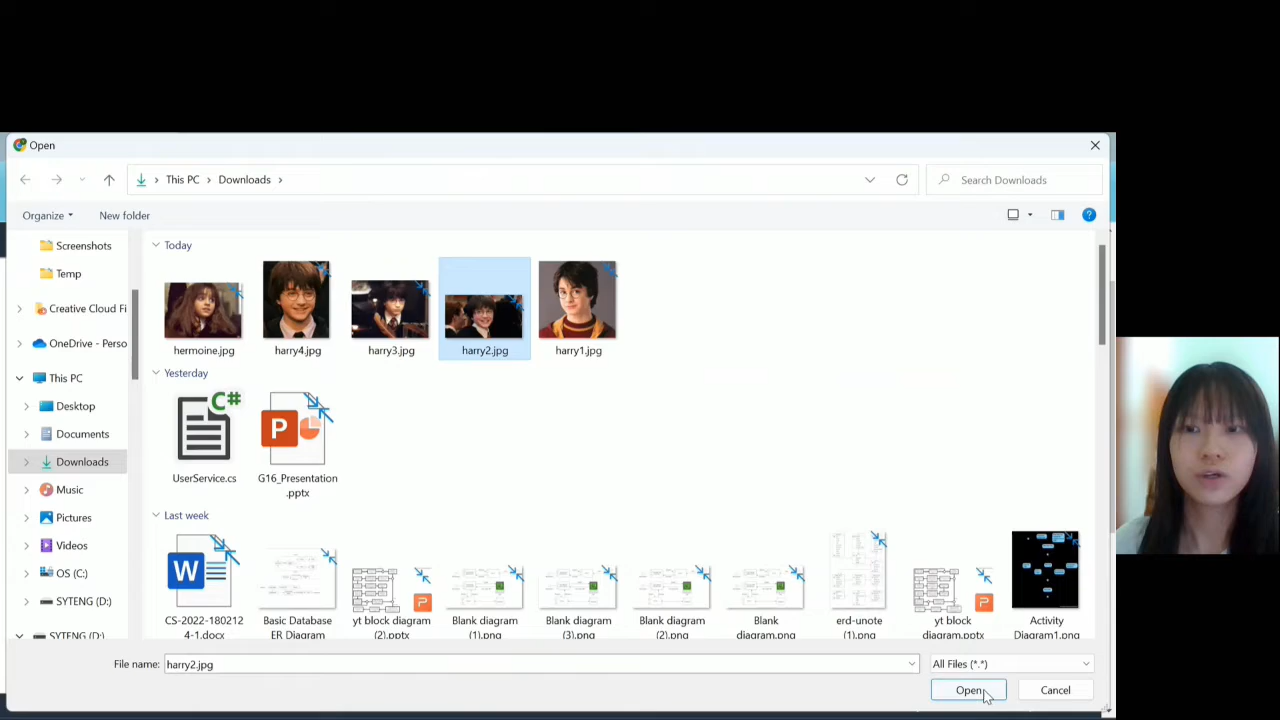 Open
This PC
Downloads
Search Downloads
Organize
New folder
Screenshots
Temp
Creative Cloud Fi
OneDrive - Perso
This PC
Desktop
Documents
Downloads
Music
Pictures
Videos
OS (C:)
SYTENG (D:)
SYTENG (D:)
Today
hermoine.jpg
harry4.jpg
harry3.jpg
harry2.jpg
harry1.jpg
Yesterday
C#
P
UserService.cs
G16_Presentation
.pptx
Last week
W
CS-2022-180212
4-1.docx
Basic Database
ER Diagram
yt block diagram
(2).pptx
Blank diagram
(1).png
Blank diagram
(3).png
Blank diagram
(2).png
Blank
diagram.png
erd-unote
(1).png
yt block
diagram.pptx
Activity
Diagram1.png
File name:
harry2.jpg
All Files (*.*)
Open
Cancel